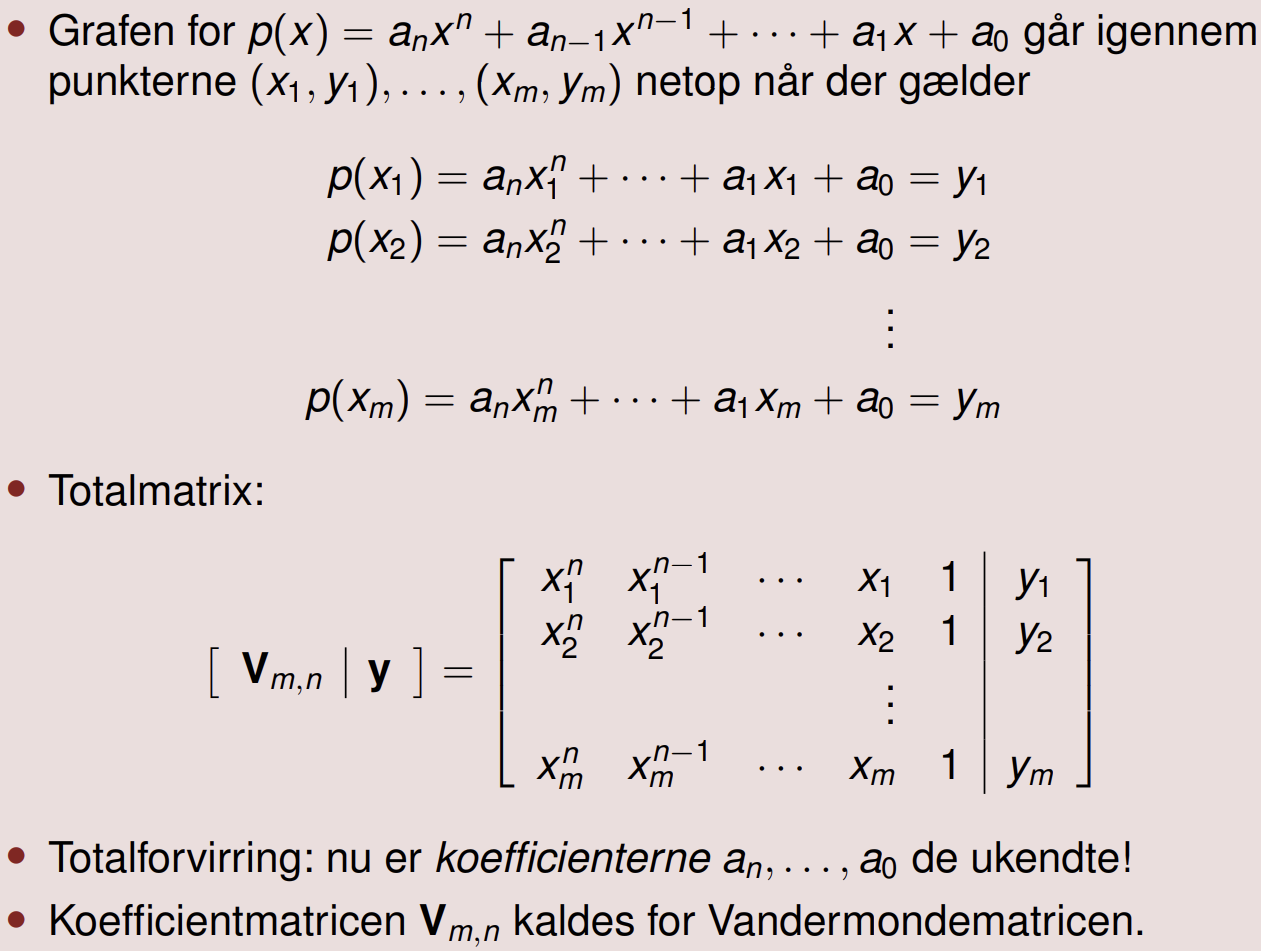 • Grafen for p(x) = aₙxⁿ + aₙ₋₁xⁿ⁻¹ + ⋯ + a₁x + a₀ går igennem
punkterne (x₁, y₁), . . . , (xₘ, yₘ) netop når der gælder
p(x₁) = aₙx₁ⁿ + ⋯ + a₁x₁ + a₀ = y₁
p(x₂) = aₙx₂ⁿ + ⋯ + a₁x₂ + a₀ = y₂
⋮
p(xₘ) = aₙxₘⁿ + ⋯ + a₁xₘ + a₀ = yₘ
• Totalmatrix:
[ V_{m,n} | y ] = [ x₁ⁿ x₁ⁿ⁻¹ ⋯ x₁ 1 | y₁
x₂ⁿ x₂ⁿ⁻¹ ⋯ x₂ 1 | y₂
⋮
xₘⁿ xₘⁿ⁻¹ ⋯ xₘ 1 | yₘ ]
• Totalforvirring: nu er koefficienterne aₙ, . . . , a₀ de ukendte!
• Koefficientmatricen V_{m,n} kaldes for Vandermondematricen.